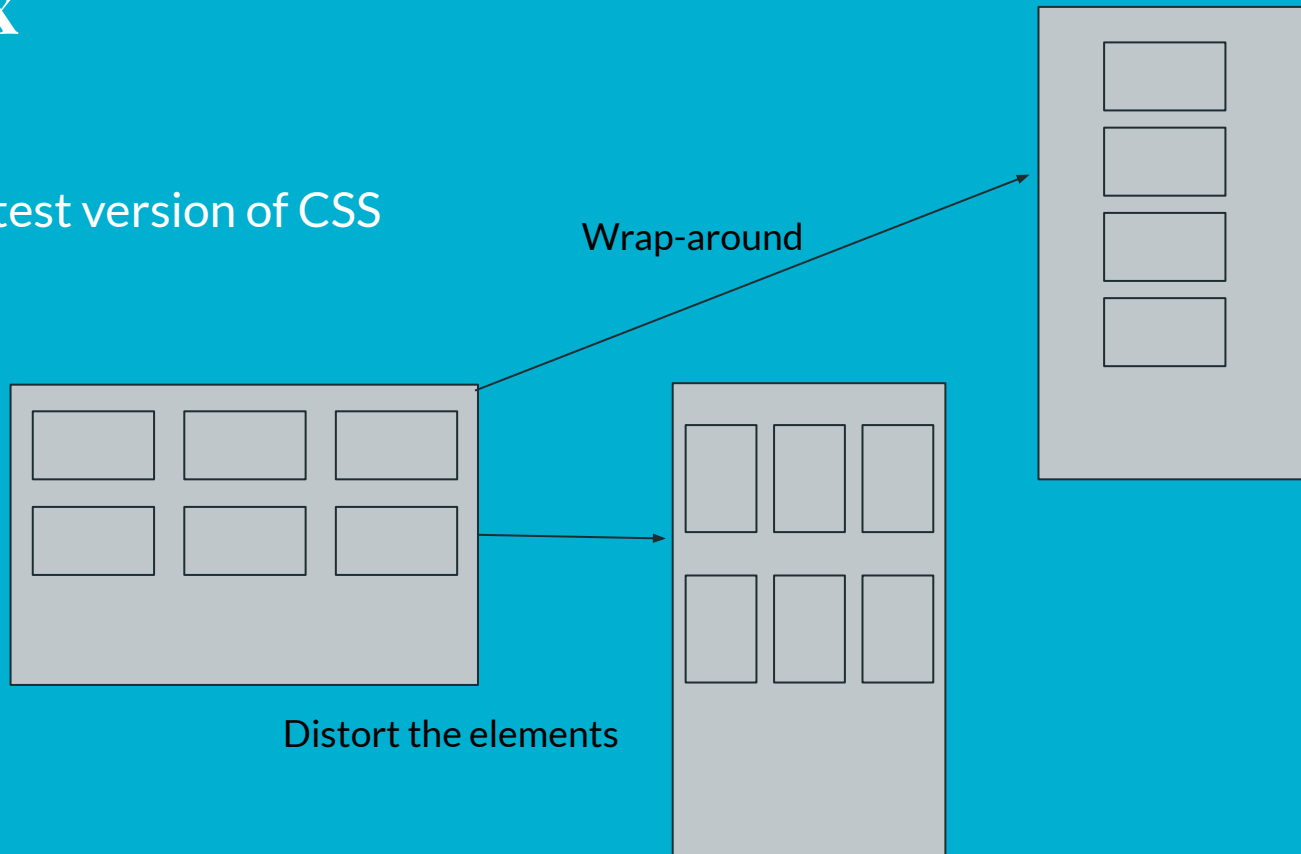 x
test version of CSS
Wrap-around
Distort the elements